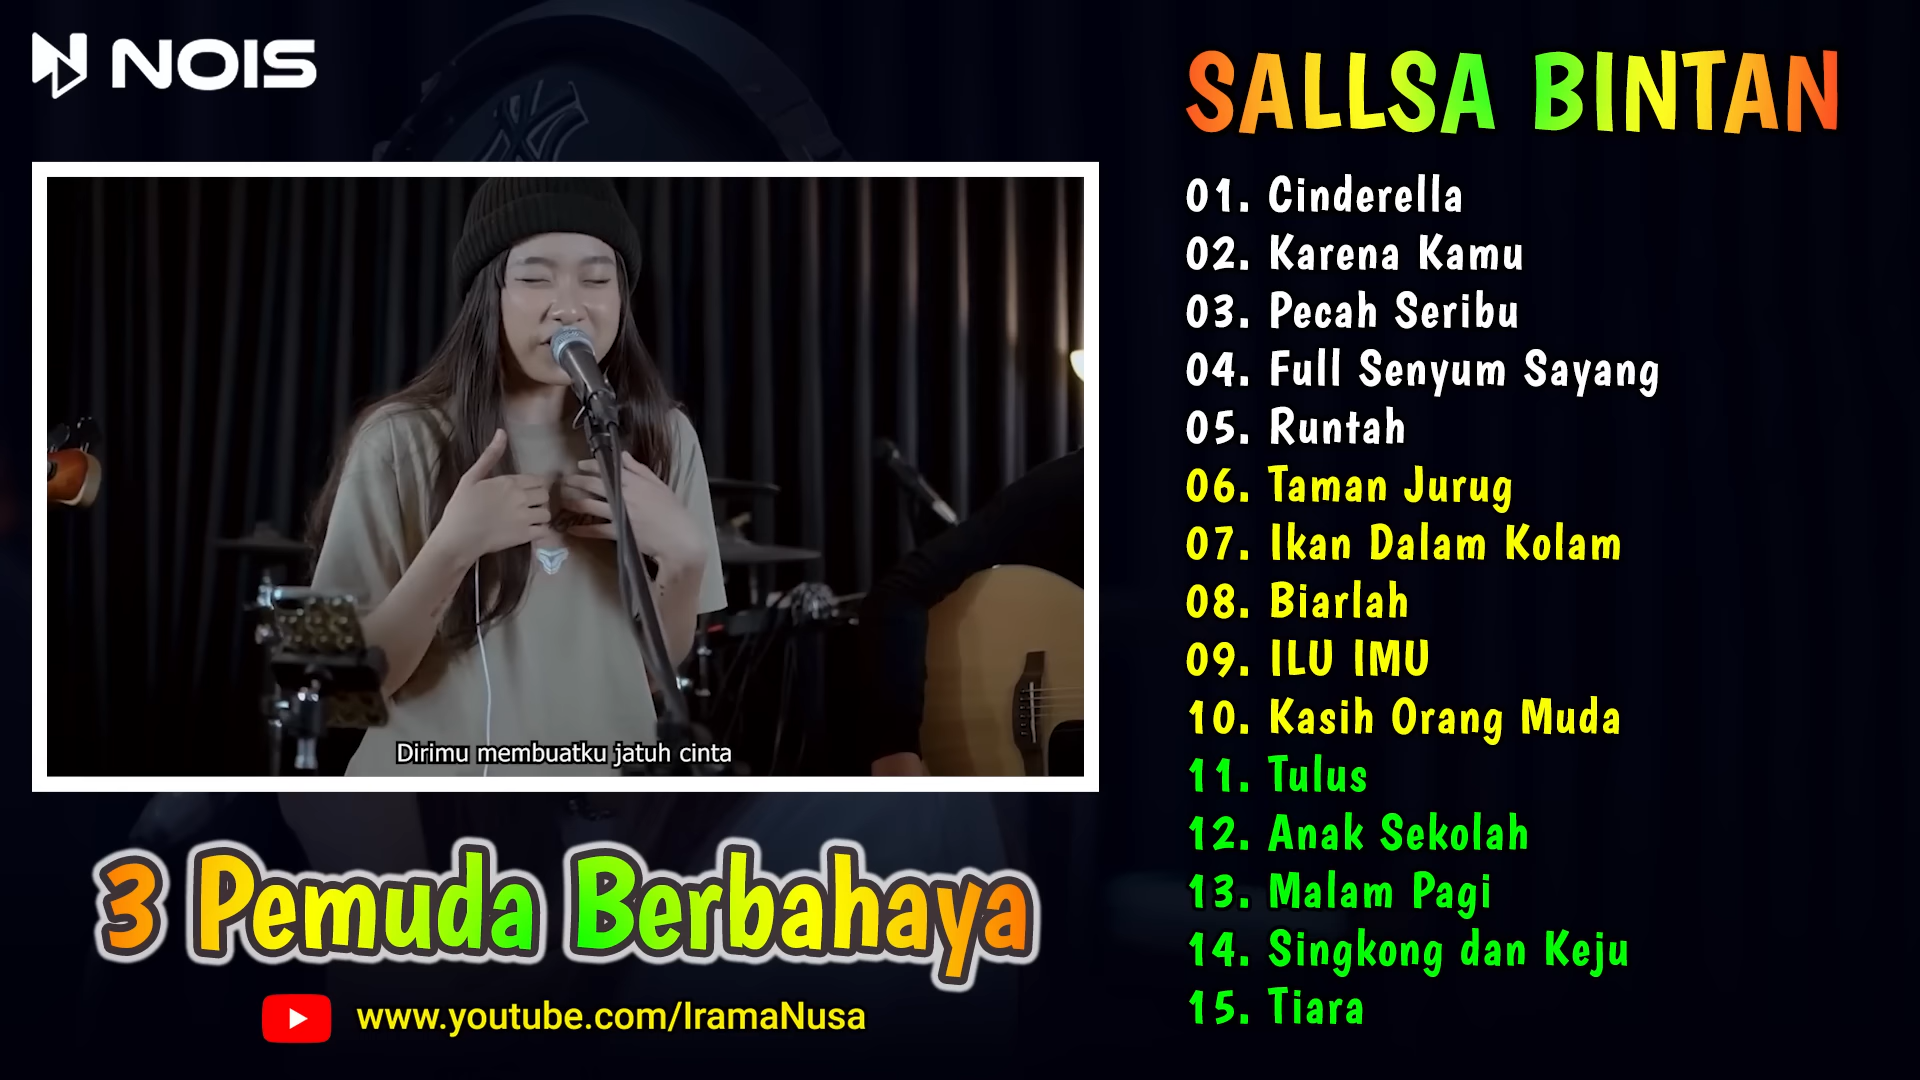 NOIS
SALLSA BINTAN
01. Cinderella
02. Karena Kamu
03. Pecah Seribu
04. Full Senyum Sayang
05. Runtah
06. Taman Jurug
07. Ikan Dalam Kolam
08. Biarlah
09. ILU IMU
10. Kasih Orang Muda
11. Tulus
12. Anak Sekolah
13. Malam Pagi
14. Singkong dan Keju
15. Tiara
Dirimu membuatku jatuh cinta
3 Pemuda Berbahaya
www.youtube.com/IramaNusa